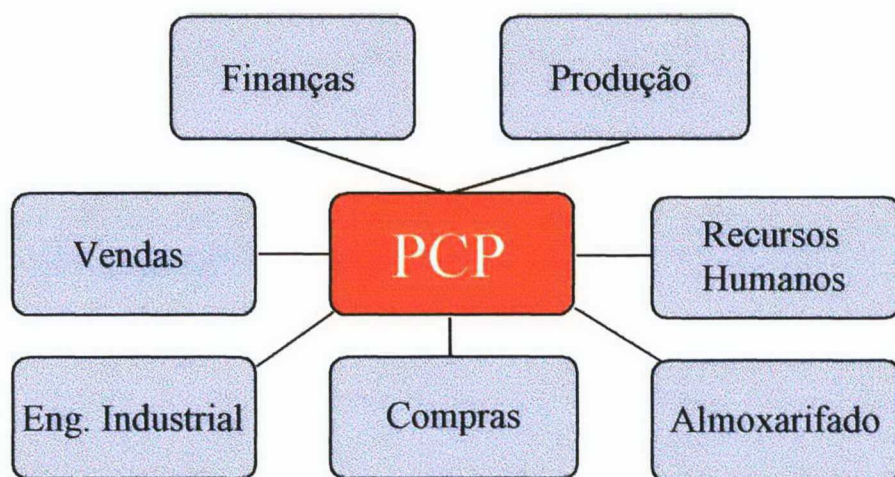 Finanças
Produção
Vendas
PCP
Recursos
Humanos
Eng. Industrial
Compras
Almoxarifado